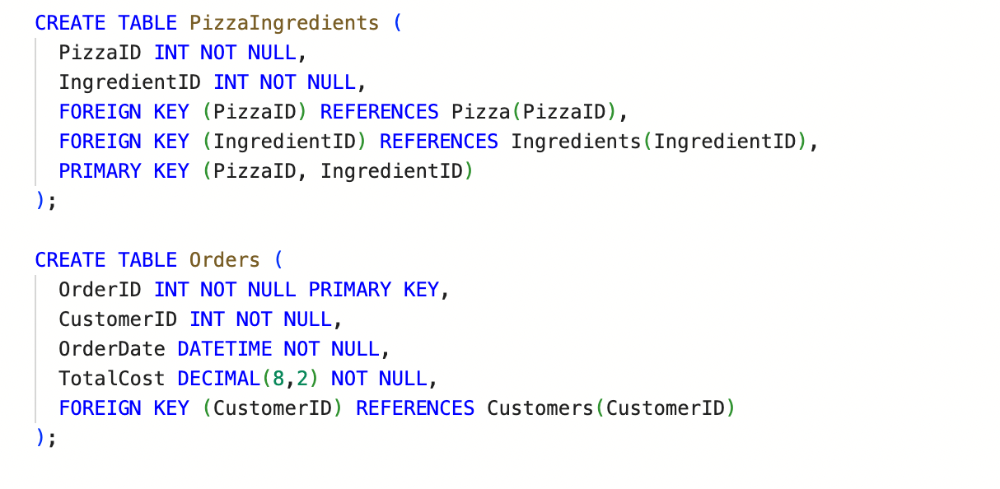 CREATE TABLE PizzaIngredients (
PizzaID INT NOT NULL,
IngredientID INT NOT NULL,
FOREIGN KEY (PizzaID) REFERENCES Pizza(PizzaID),
FOREIGN KEY (IngredientID) REFERENCES Ingredients(IngredientID),
PRIMARY KEY (PizzaID, IngredientID)
);
CREATE TABLE Orders (
OrderID INT NOT NULL PRIMARY KEY,
CustomerID INT NOT NULL,
OrderDate DATETIME NOT NULL,
TotalCost DECIMAL(8,2) NOT NULL,
FOREIGN KEY (CustomerID) REFERENCES Customers(CustomerID)
);